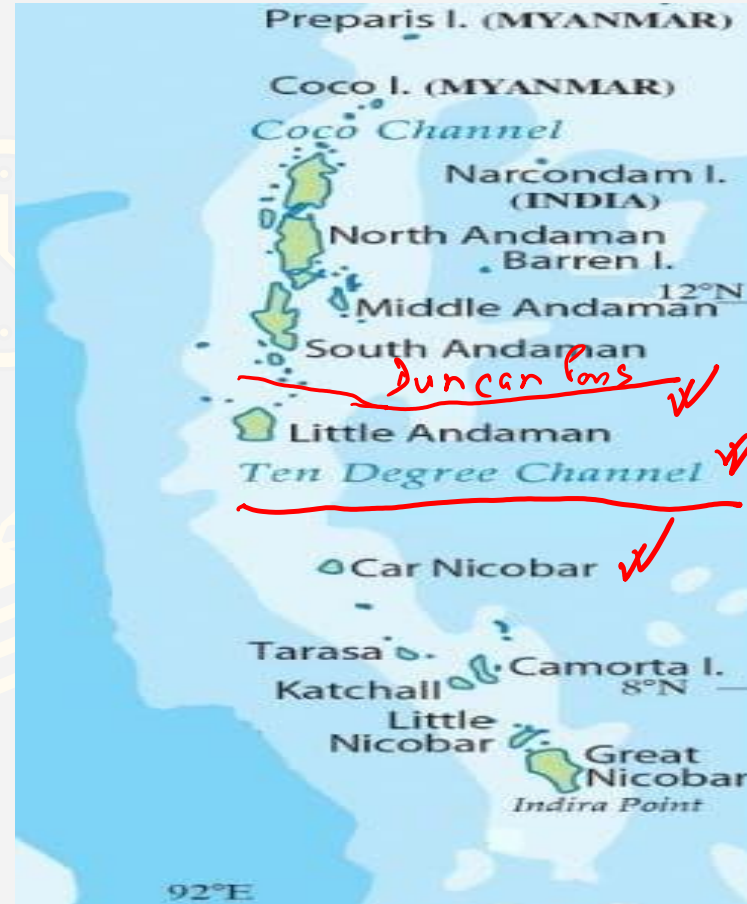 Preparis I. (MYANMAR)
Coco I. (MYANMAR)
Coco Channel
Narcondam I.
(INDIA)
North Andaman
Barren I.
12°N
Middle Andaman
South Andaman
Duncan Pass
Little Andaman
Ten Degree Channel
Car Nicobar
Tarasa
Camorta I.
Katchall
8°N
Little
Nicobar
Great
Nicobar
Indira Point
92°E